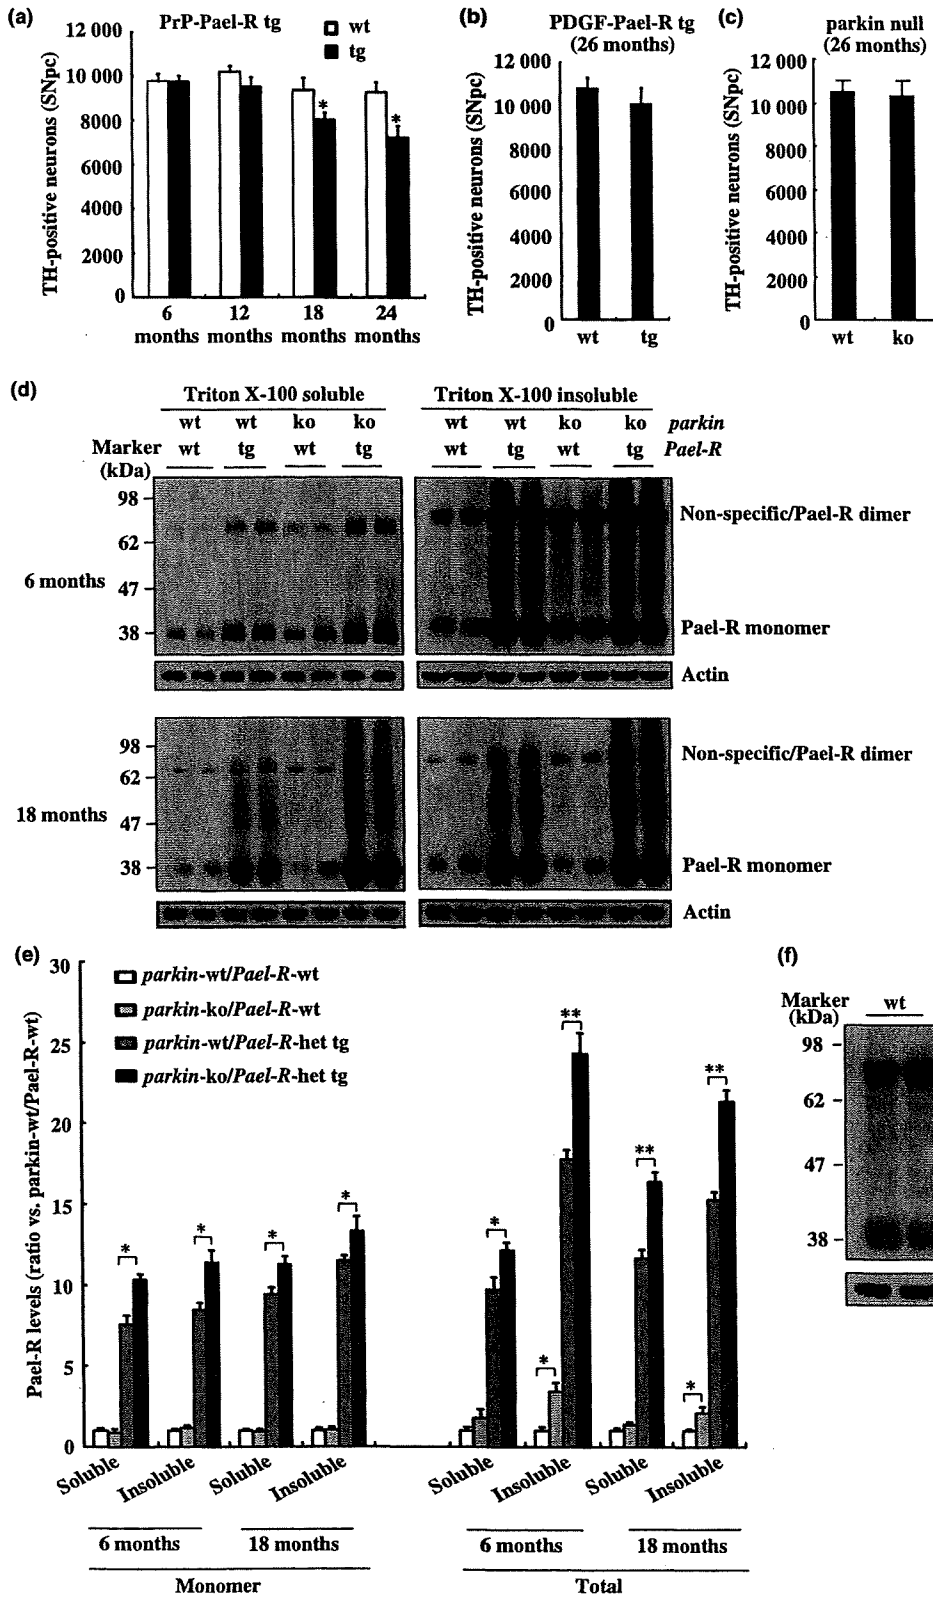 (a)
PrP-Pael-R tg
wt
tg
TH-positive neurons (SNpc)
12 000
10 000
8000
6000
4000
2000
0
*
*
6 months
12 months
18 months
24 months
(b)
PDGF-Pael-R tg
(26 months)
TH-positive neurons (SNpc)
12 000
10 000
8000
6000
4000
2000
0
wt tg
(c)
parkin null
(26 months)
TH-positive neurons (SNpc)
12 000
10 000
8000
6000
4000
2000
0
wt ko
(d)
Triton X-100 soluble Triton X-100 insoluble
wt wt ko ko wt wt ko ko parkin
Marker wt tg wt tg wt tg wt tg Pael-R
(kDa)
98
62
47
38
6 months
Non-specific/Pael-R dimer
Pael-R monomer
Actin
98
62
47
38
18 months
Non-specific/Pael-R dimer
Pael-R monomer
Actin
(e)
Pael-R levels (ratio vs. parkin-wt/Pael-R-wt)
30
25
20
15
10
5
0
parkin-wt/Pael-R-wt
parkin-ko/Pael-R-wt
parkin-wt/Pael-R-het tg
parkin-ko/Pael-R-het tg
* * * * * * ** ** * **
Soluble Insoluble Soluble Insoluble Soluble Insoluble Soluble Insoluble
6 months 18 months 6 months 18 months
Monomer Total
(f)
Marker wt
(kDa)
98
62
47
38